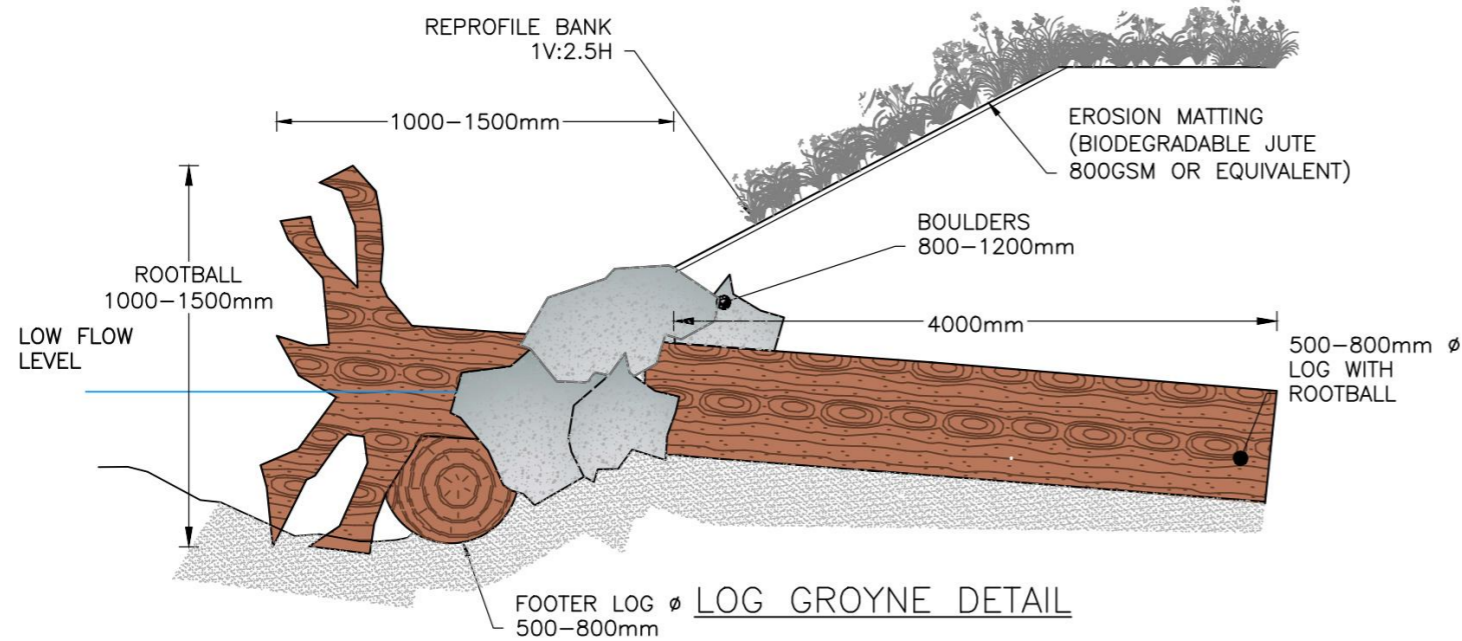 REPROFILE BANK
1V:2.5H
1000-1500mm
EROSION MATTING
(BIODEGRADABLE JUTE
800GSM OR EQUIVALENT)
BOULDERS
800-1200mm
ROOTBALL
1000-1500mm
4000mm
LOW FLOW
LEVEL
500-800mm ø
LOG WITH
ROOTBALL
FOOTER LOG ø
500-800mm
LOG GROYNE DETAIL